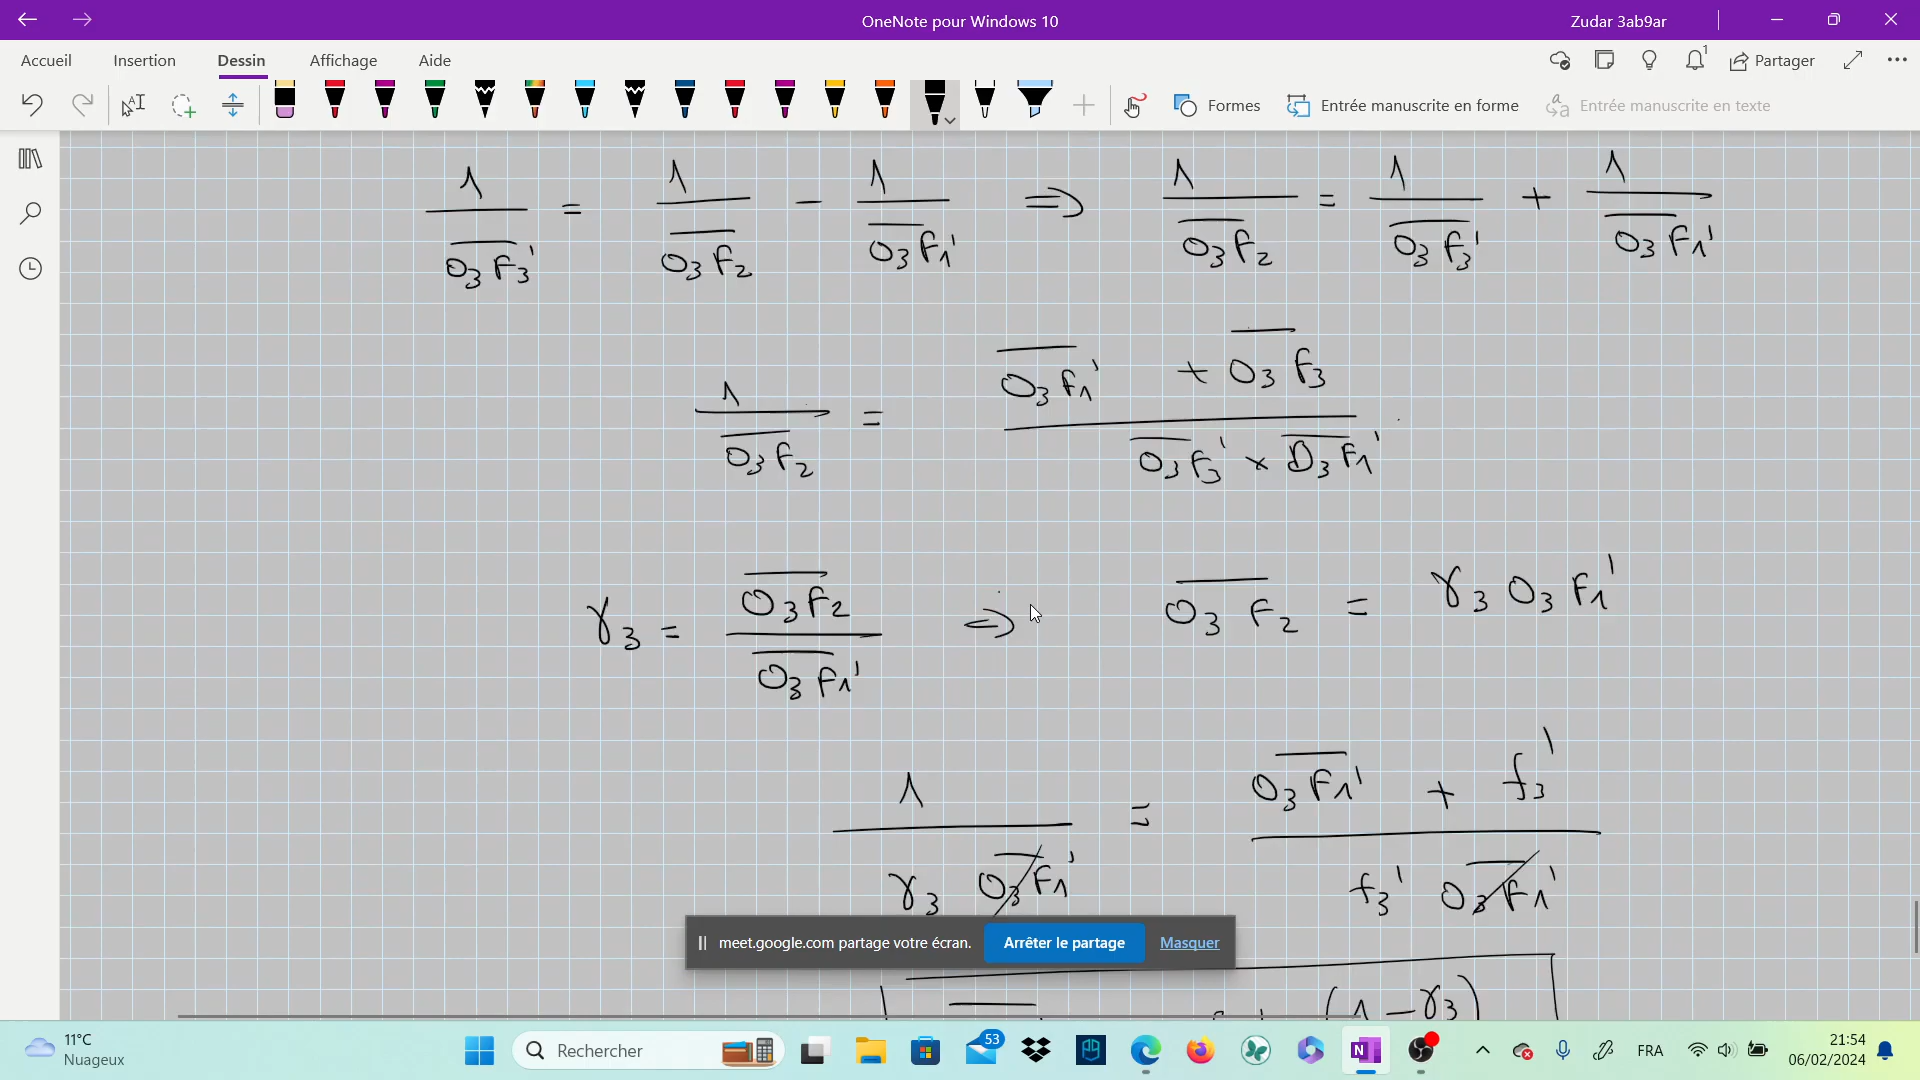 OneNote pour Windows 10
Zudar 3ab9ar
Accueil Insertion Dessin Affichage Aide
1
Partager
Formes Entrée manuscrite en forme Entrée manuscrite en texte
1/O₃F₃' = 1/O₃F₂ - 1/O₃F₁' => 1/O₃F₂ = 1/O₃F₃' + 1/O₃F₁'
1/O₃F₂ = (O₃F₁' + O₃F₃)/(O₃F₃' × O₃F₁')
γ₃ = O₃F₂/O₃F₁' => O₃F₂ = γ₃ O₃F₁'
1/(γ₃ O₃F₁') = (O₃F₁' + f₃')/(f₃' O₃F₁')
meet.google.com partage votre écran. Arrêter le partage Masquer
(1-γ₃)
11°C
Nuageux
Rechercher
53
FRA
21:54
06/02/2024